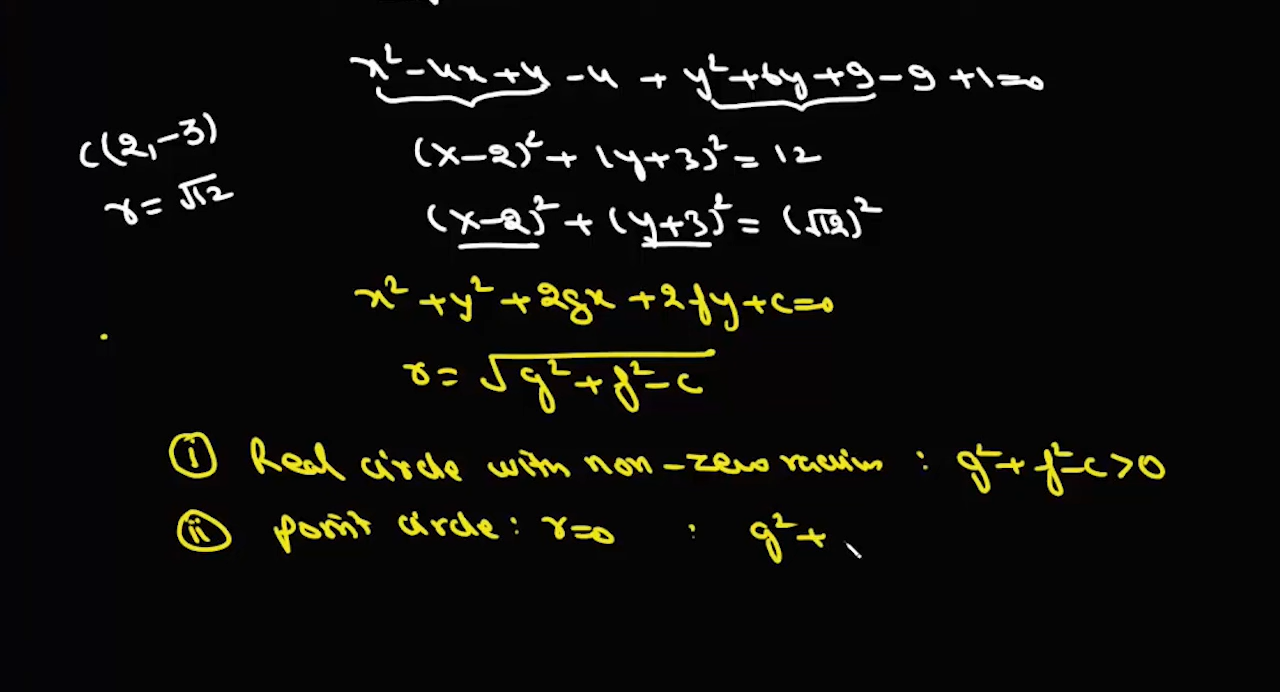 x² - 4x + 4 - 4 + y² + 6y + 9 - 9 + 1 = 0
C(2, -3)
(x-2)² + (y+3)² = 12
r = √12
(x-2)² + (y+3)² = (√12)²
x² + y² + 2gx + 2fy + c = 0
r = √(g² + f² - c)
(i) Real circle with non-zero radius : g² + f² - c > 0
(ii) point circle : r = 0 : g² +